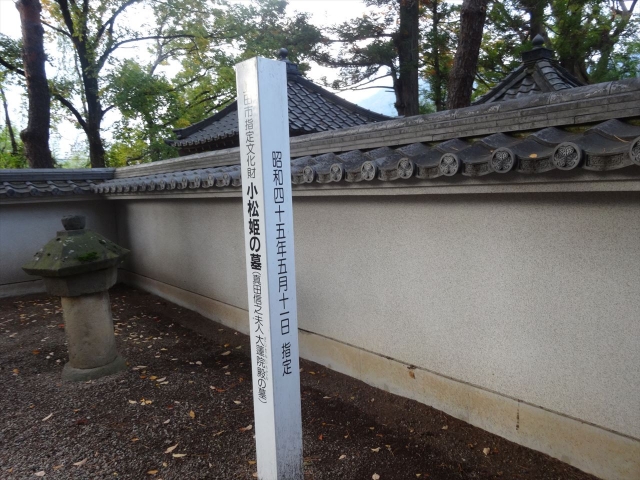 田市指定文化財 小松姫の墓(真田信之夫人大蓮院殿の墓)
昭和四十五年五月十一日 指定